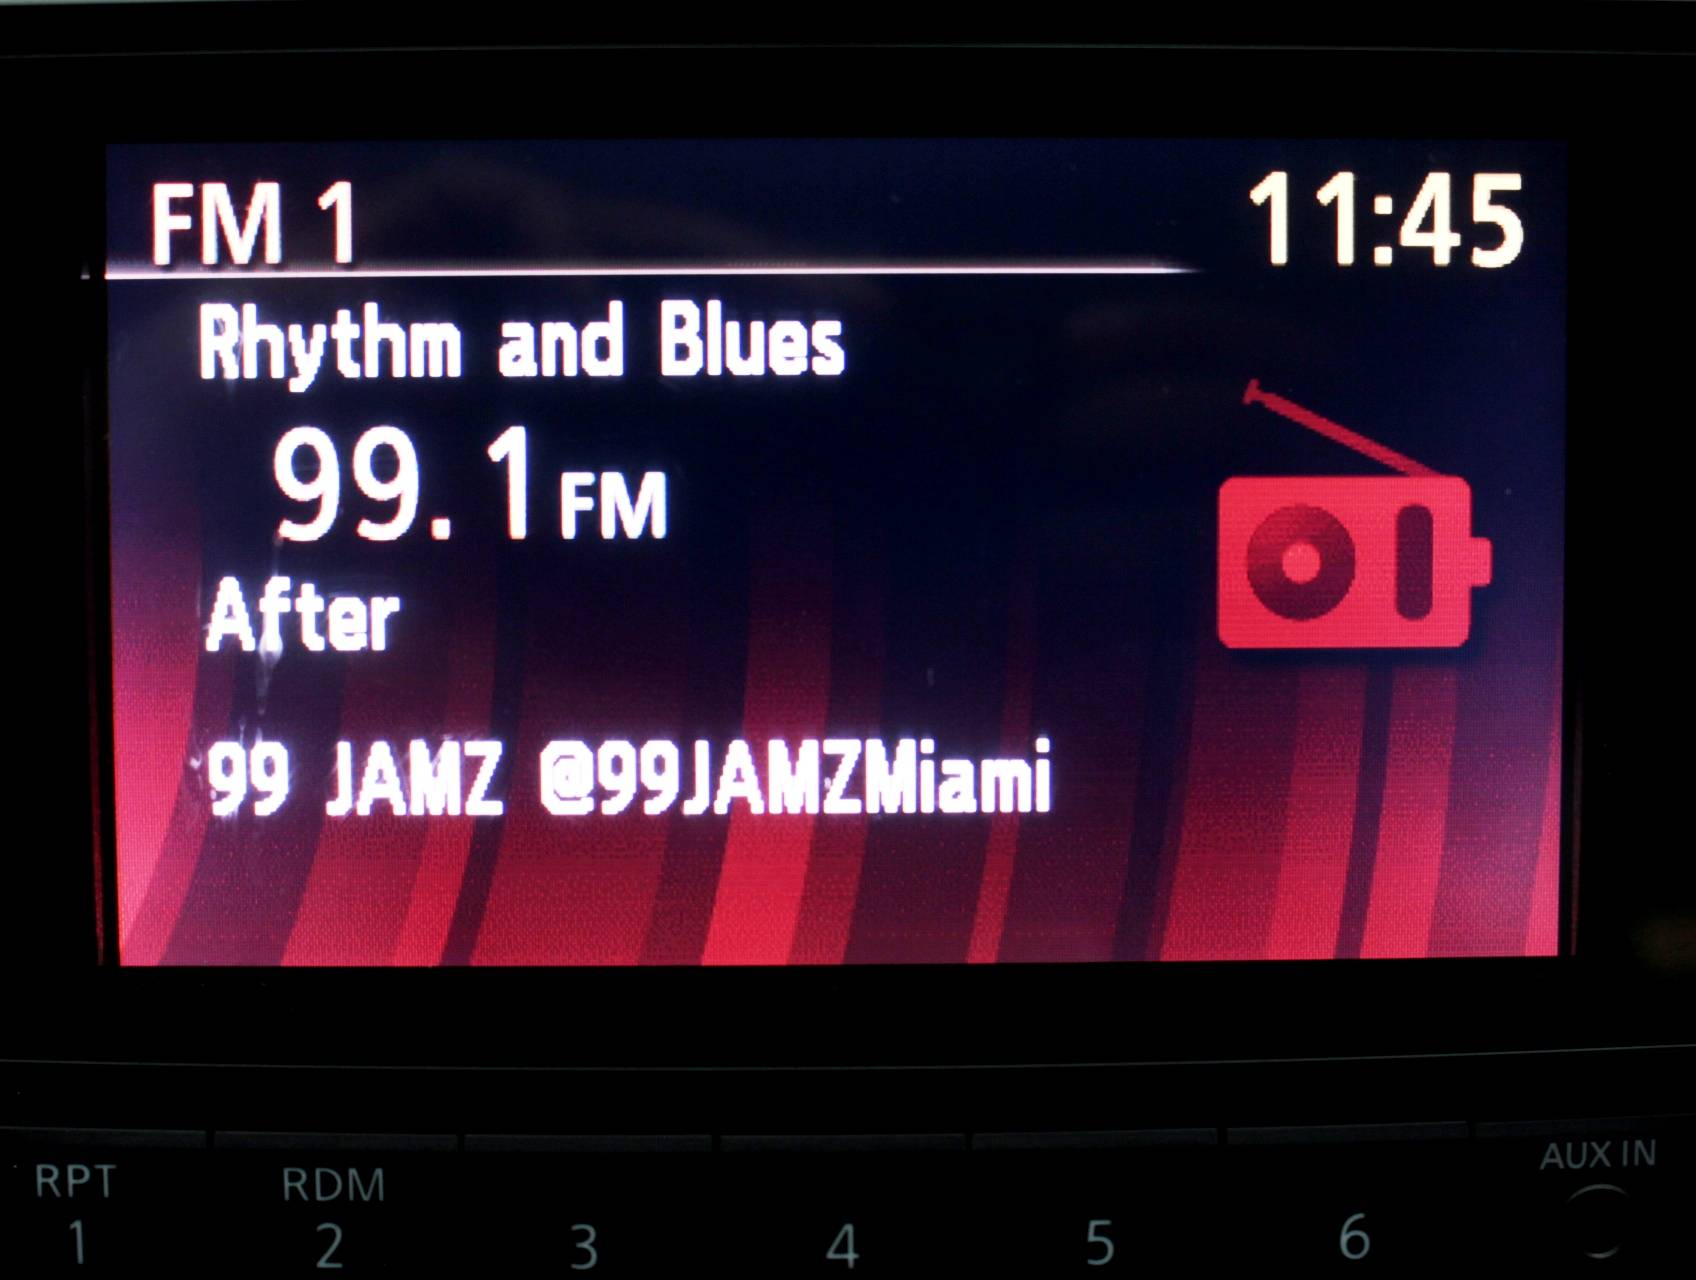 FM 1
11:45
Rhythm and Blues
99.1 FM
After
99 JAMZ @99JAMZMiami
RPT
RDM
AUX IN
1
2
3
4
5
6